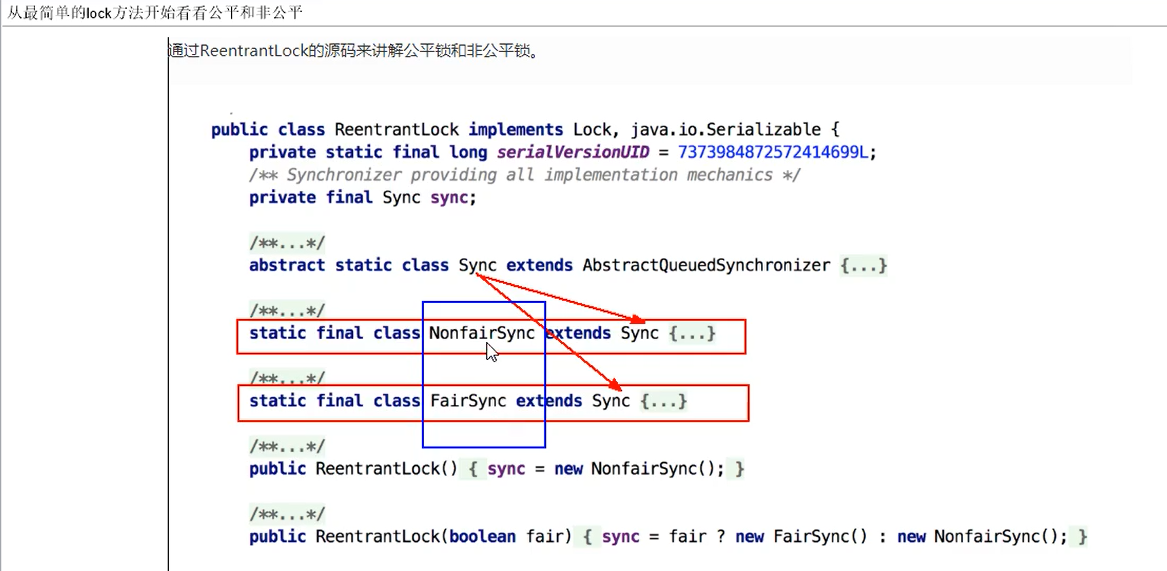 从最简单的lock方法开始看看公平和非公平
通过ReentrantLock的源码来讲解公平锁和非公平锁。
public class ReentrantLock implements Lock, java.io.Serializable {
private static final long serialVersionUID = 7373984872572414699L;
/** Synchronizer providing all implementation mechanics */
private final Sync sync;
/**...*/
abstract static class Sync extends AbstractQueuedSynchronizer {...}
/**...*/
static final class NonfairSync extends Sync {...}
/**...*/
static final class FairSync extends Sync {...}
/**...*/
public ReentrantLock() { sync = new NonfairSync(); }
/**...*/
public ReentrantLock(boolean fair) { sync = fair ? new FairSync() : new NonfairSync(); }